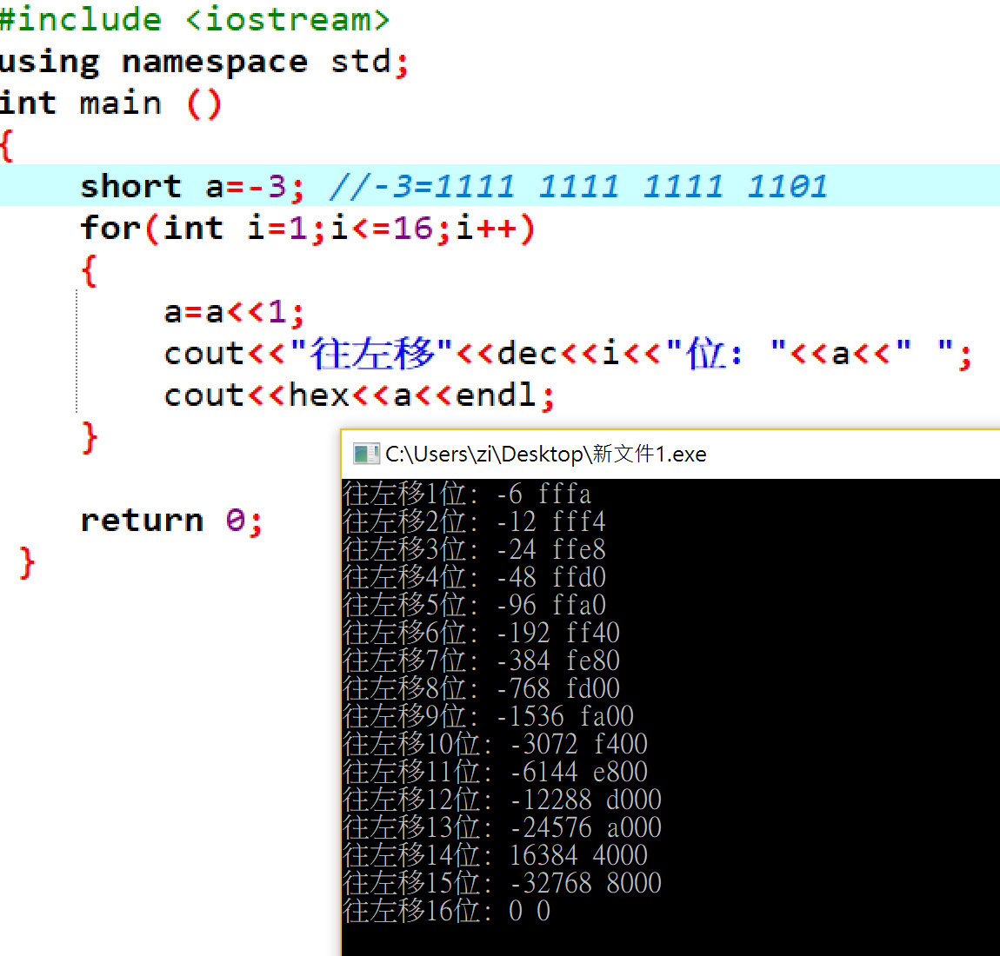 #include <iostream>
using namespace std;
int main ()
{
    short a=-3; //-3=1111 1111 1111 1101
    for(int i=1;i<=16;i++)
    {
        a=a<<1;
        cout<<"往左移"<<dec<<i<<"位："<<a<<" ";
        cout<<hex<<a<<endl;
    }
    return 0;
}
C:\Users\zi\Desktop\新文件1.exe
往左移1位：-6 fffa
往左移2位：-12 fff4
往左移3位：-24 ffe8
往左移4位：-48 ffd0
往左移5位：-96 ffa0
往左移6位：-192 ff40
往左移7位：-384 fe80
往左移8位：-768 fd00
往左移9位：-1536 fa00
往左移10位：-3072 f400
往左移11位：-6144 e800
往左移12位：-12288 d000
往左移13位：-24576 a000
往左移14位：16384 4000
往左移15位：-32768 8000
往左移16位：0 0